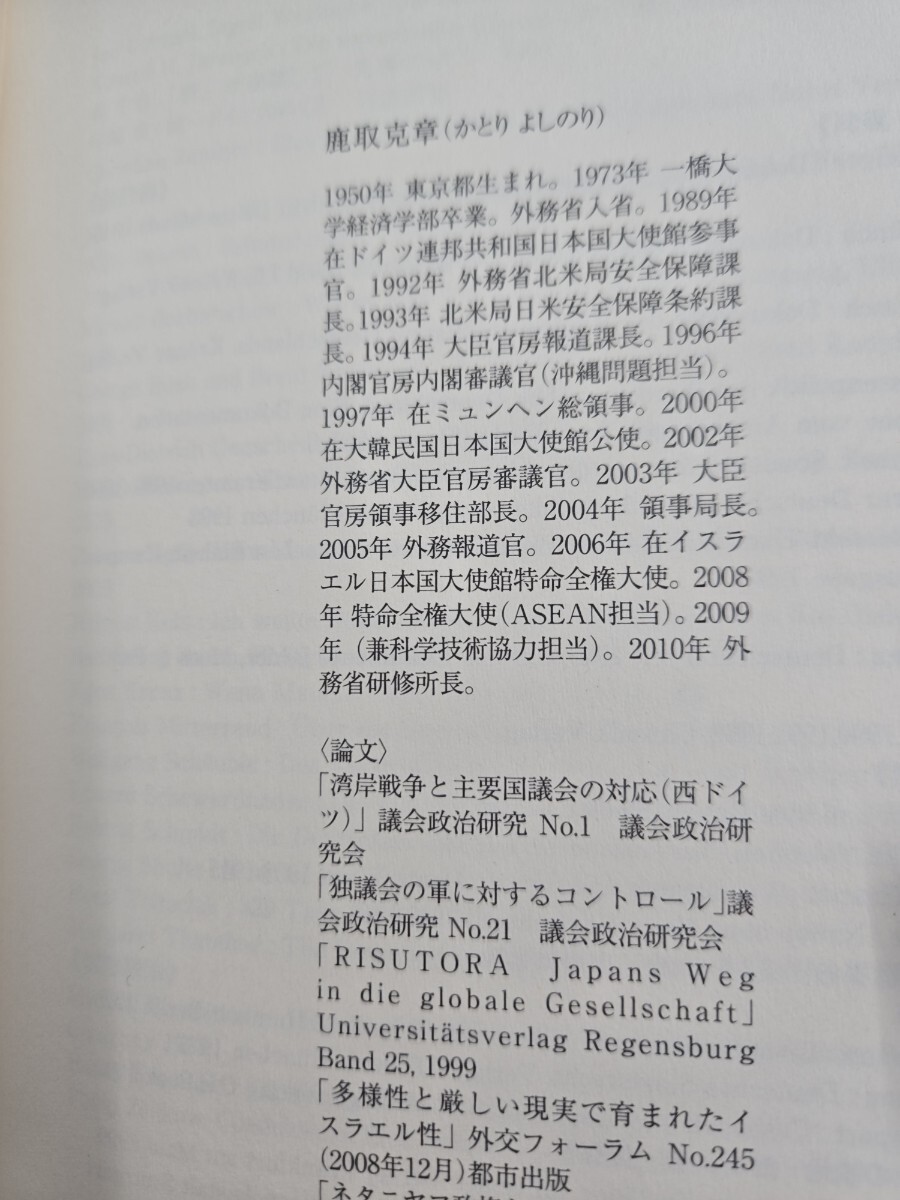 鹿取克章(かとり よしのり)
1950年 東京都生まれ。1973年 一橋大
学経済学部卒業。外務省入省。1989年
在ドイツ連邦共和国日本国大使館参事
官。1992年 外務省北米局安全保障課
長。1993年 北米局日米安全保障条約課
長。1994年 大臣官房報道課長。1996年
内閣官房内閣審議官(沖縄問題担当)。
1997年 在ミュンヘン総領事。2000年
在大韓民国日本国大使館公使。2002年
外務省大臣官房審議官。2003年 大臣
官房領事移住部長。2004年 領事局長。
2005年 外務報道官。2006年 在イスラ
エル日本国大使館特命全権大使。2008
年 特命全権大使(ASEAN担当)。2009
年 (兼科学技術協力担当)。2010年 外
務省研修所長。
〈論文〉
「湾岸戦争と主要国議会の対応(西ドイ
ツ)」議会政治研究 No.1 議会政治研
究会
「独議会の軍に対するコントロール」議
会政治研究 No.21 議会政治研究会
「RISUTORA Japans Weg
in die globale Gesellschaft」
Universitätsverlag Regensburg
Band 25, 1999
「多様性と厳しい現実で育まれたイ
スラエル性」外交フォーラム No.245
(2008年12月)都市出版